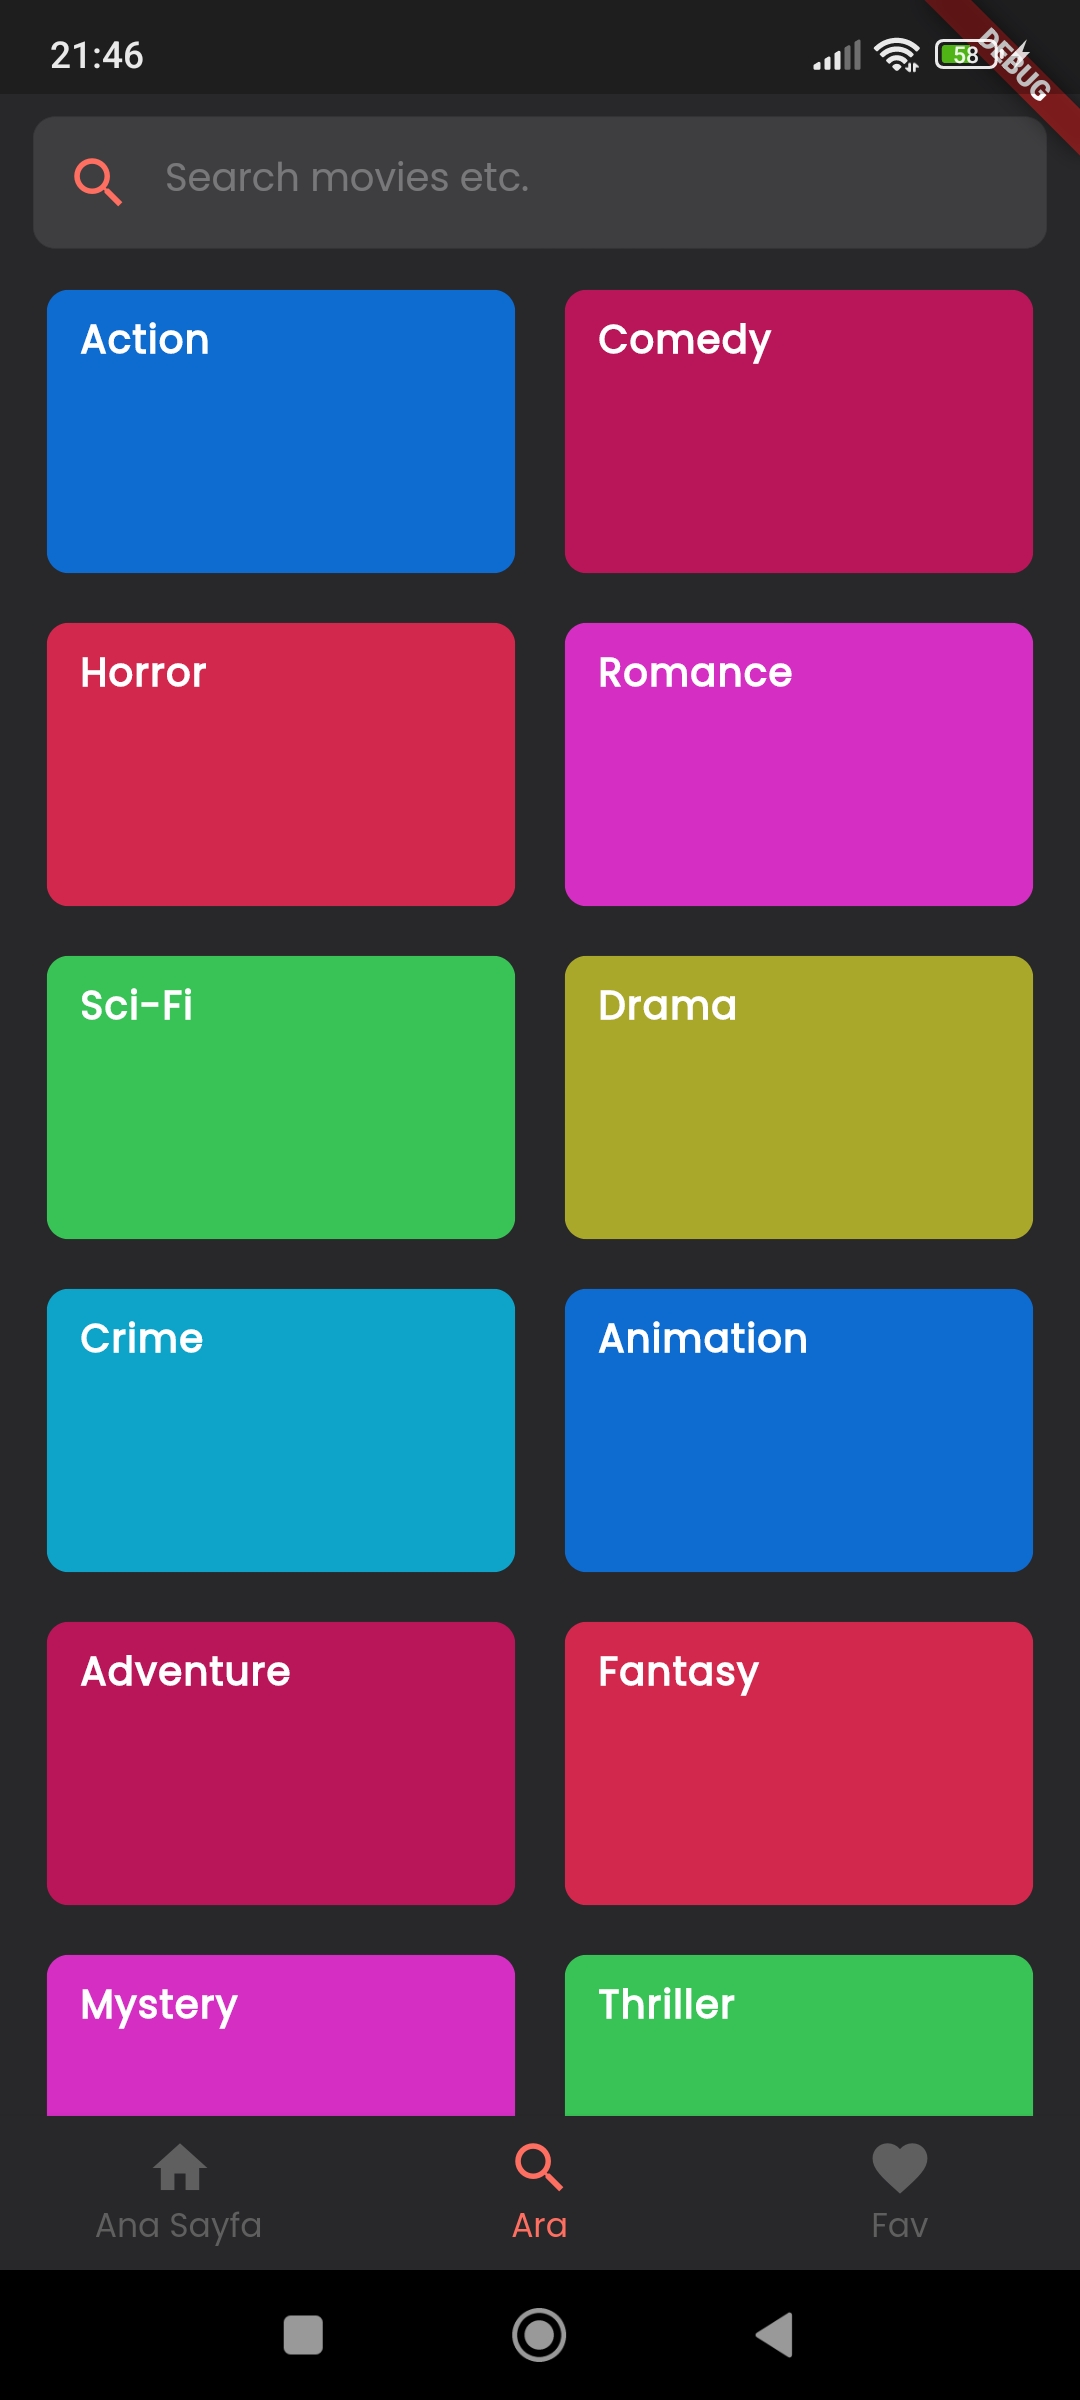 21:46
58
DEBUG
Search movies etc.
Action
Comedy
Horror
Romance
Sci-Fi
Drama
Crime
Animation
Adventure
Fantasy
Mystery
Thriller
Ana Sayfa
Ara
Fav